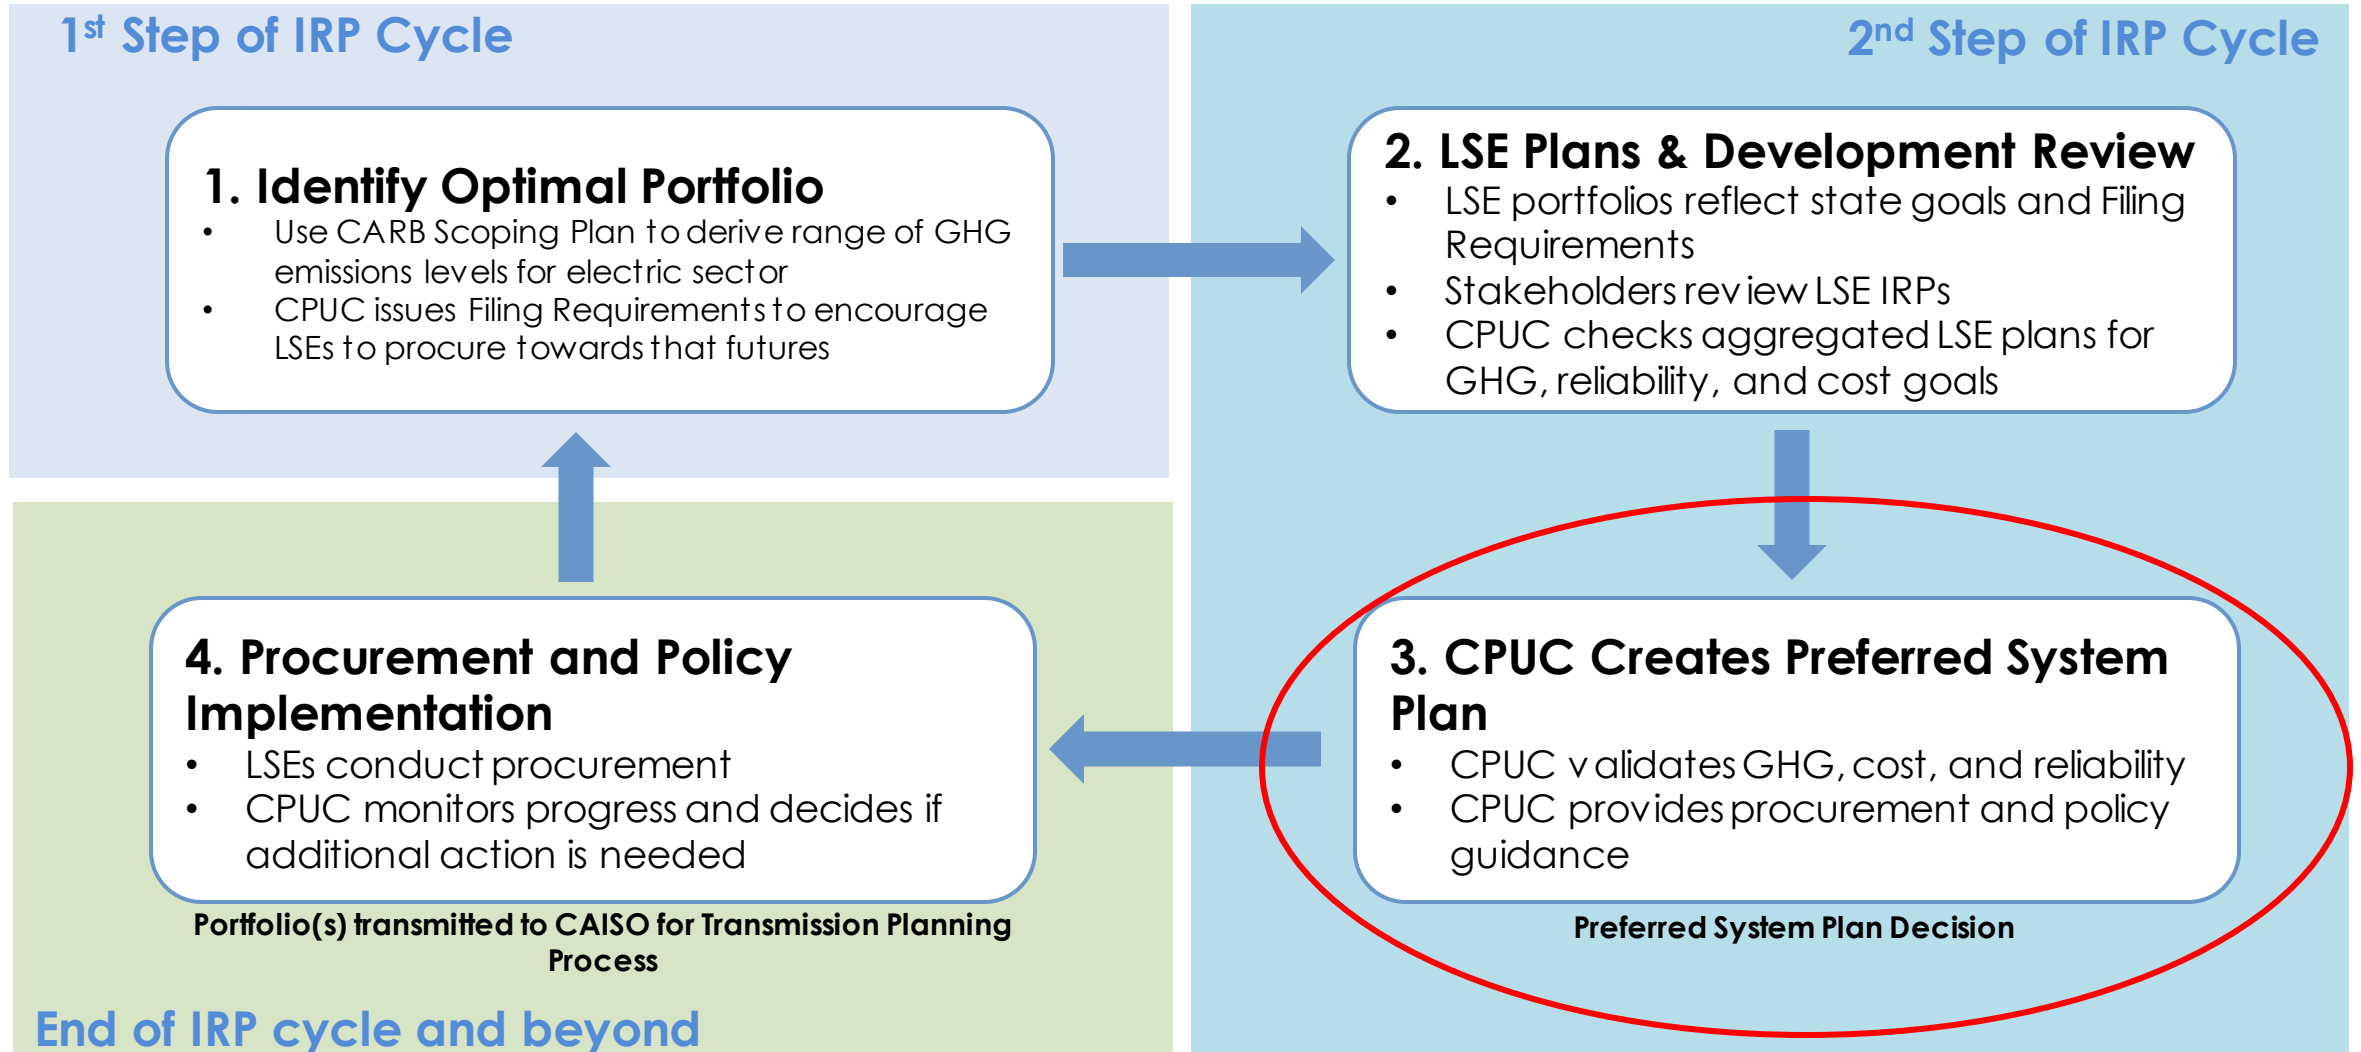 1st Step of IRP Cycle
1. Identify Optimal Portfolio
• Use CARB Scoping Plan to derive range of GHG
emissions levels for electric sector
• CPUC issues Filing Requirements to encourage
LSEs to procure towards that futures
2nd Step of IRP Cycle
2. LSE Plans & Development Review
• LSE portfolios reflect state goals and Filing
Requirements
• Stakeholders review LSE IRPs
• CPUC checks aggregated LSE plans for
GHG, reliability, and cost goals
3. CPUC Creates Preferred System
Plan
• CPUC validates GHG, cost, and reliability
• CPUC provides procurement and policy
guidance
Preferred System Plan Decision
4. Procurement and Policy
Implementation
• LSEs conduct procurement
• CPUC monitors progress and decides if
additional action is needed
Portfolio(s) transmitted to CAISO for Transmission Planning
Process
End of IRP cycle and beyond